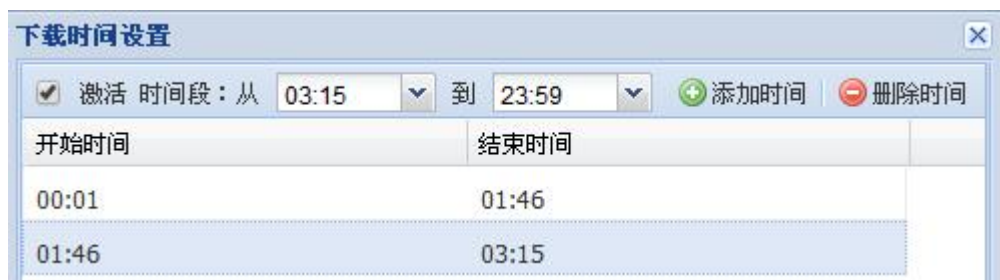 下载时间设置
激活 时间段：从 03:15 到 23:59 添加时间 删除时间
开始时间 结束时间
00:01 01:46
01:46 03:15